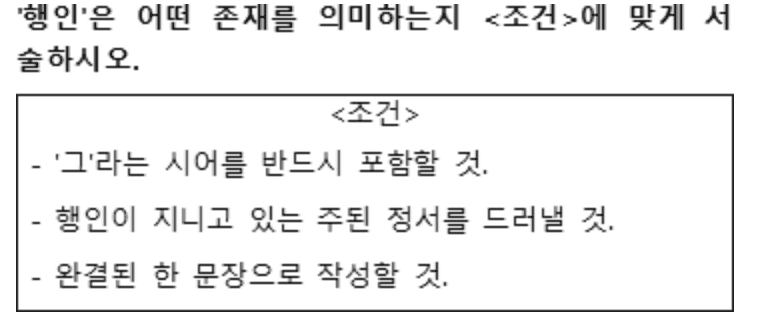 '행인'은 어떤 존재를 의미하는지 <조건>에 맞게 서
술하시오.
<조건>
- '그'라는 시어를 반드시 포함할 것.
- 행인이 지니고 있는 주된 정서를 드러낼 것.
- 완결된 한 문장으로 작성할 것.